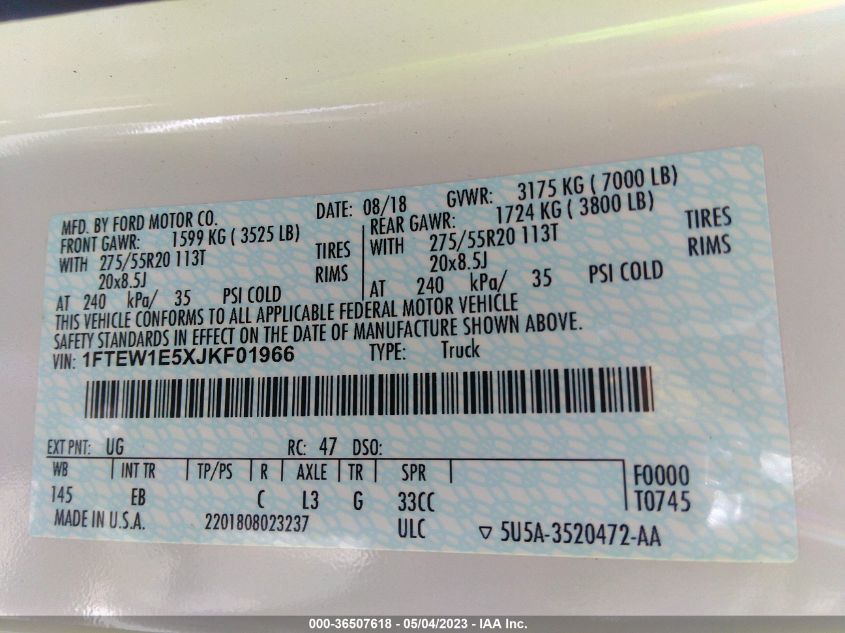 MFD. BY FORD MOTOR CO. DATE: 08/18 GVWR: 3175 KG ( 7000 LB)
FRONT GAWR: 1599 KG ( 3525 LB) REAR GAWR: 1724 KG ( 3800 LB)
WITH 275/55R20 113T TIRES WITH 275/55R20 113T TIRES
20x8.5J RIMS 20x8.5J RIMS
AT 240 kPa/ 35 PSI COLD AT 240 kPa/ 35 PSI COLD
THIS VEHICLE CONFORMS TO ALL APPLICABLE FEDERAL MOTOR VEHICLE
SAFETY STANDARDS IN EFFECT ON THE DATE OF MANUFACTURE SHOWN ABOVE.
VIN: 1FTEW1E5XJKF01966 TYPE: Truck
EXT PNT: UG RC: 47 DSO:
WB INT TR TP/PS R AXLE TR SPR F0000
145 EB C L3 G 33CC T0745
MADE IN U.S.A. 2201808023237 ULC ▽ 5U5A-3520472-AA
000-36507618 - 05/04/2023 - IAA Inc.